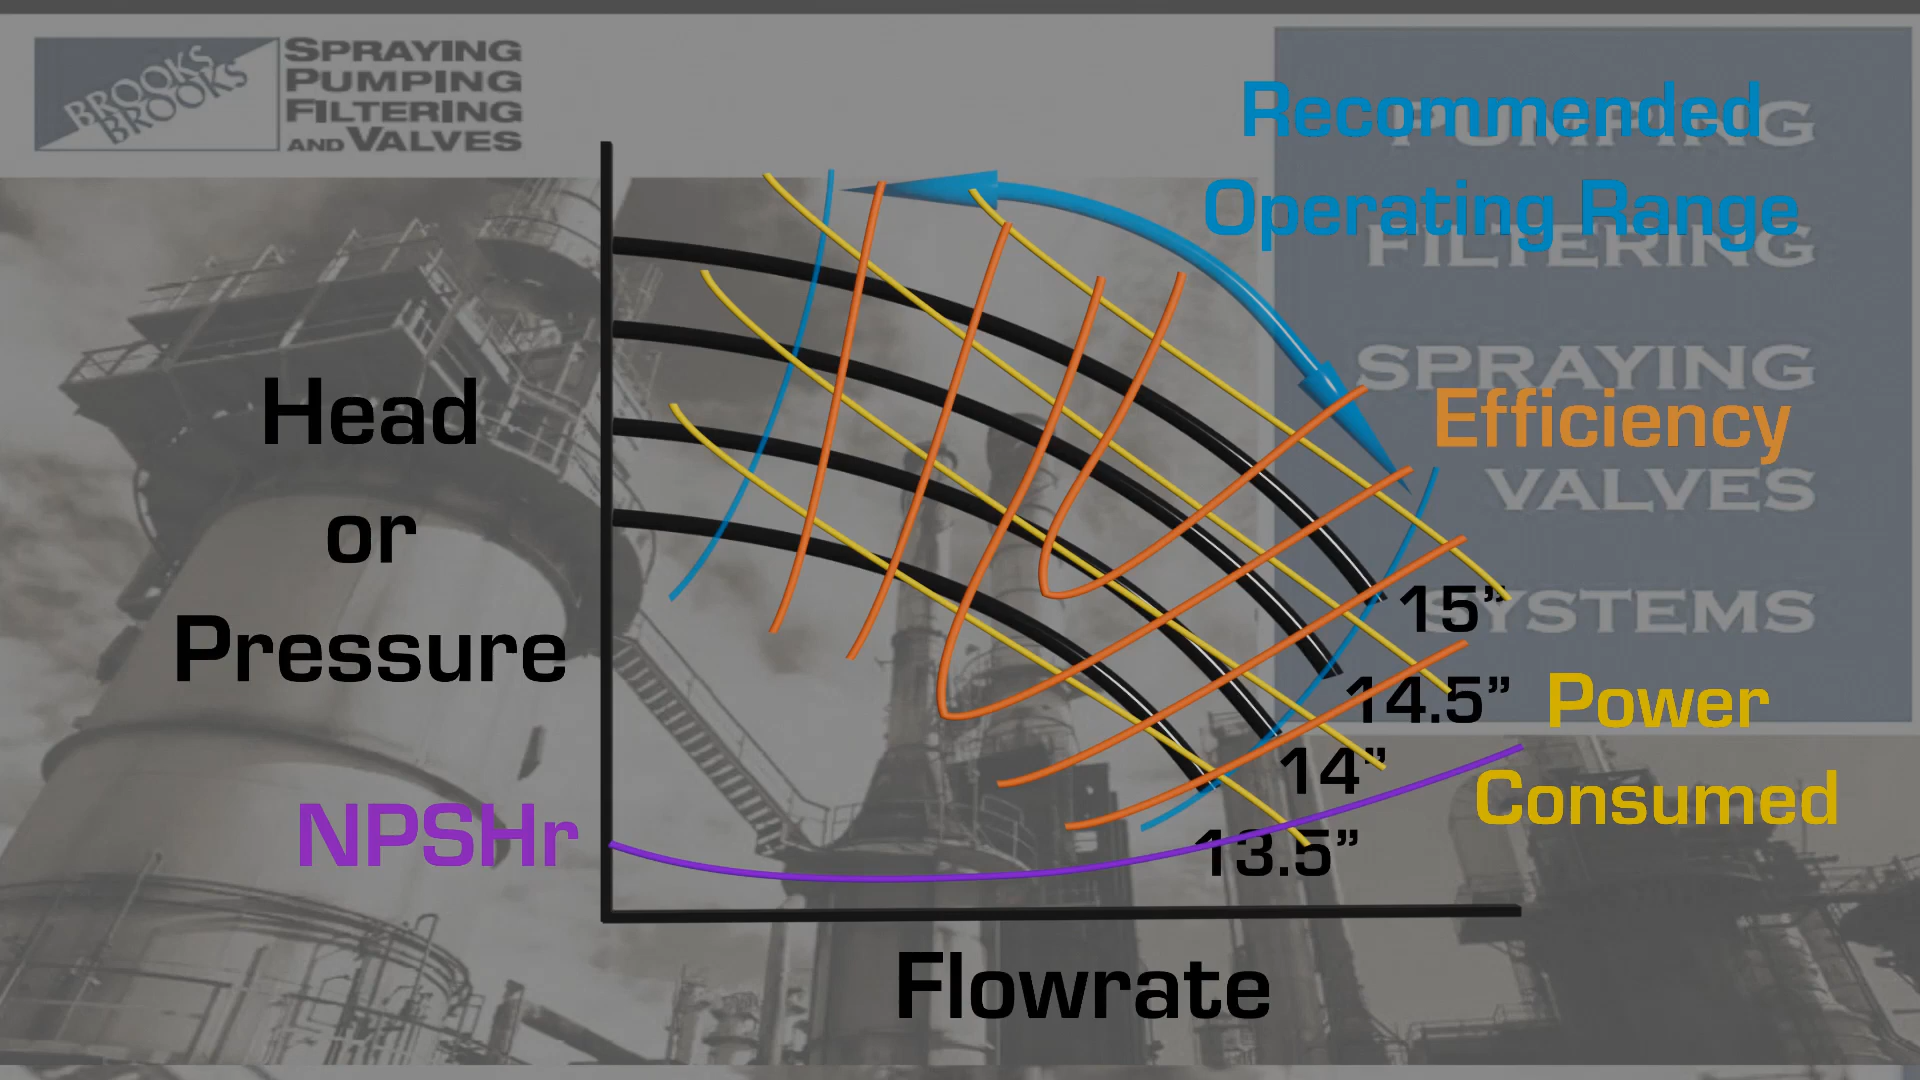 BROOKS
BROOKS
SPRAYING
PUMPING
FILTERING
AND VALVES
Recommended
Operating Range
PUMPING
FILTERING
SPRAYING
VALVES
SYSTEMS
Efficiency
Head
or
Pressure
15”
14.5”
14”
13.5”
Power
Consumed
NPSHr
Flowrate